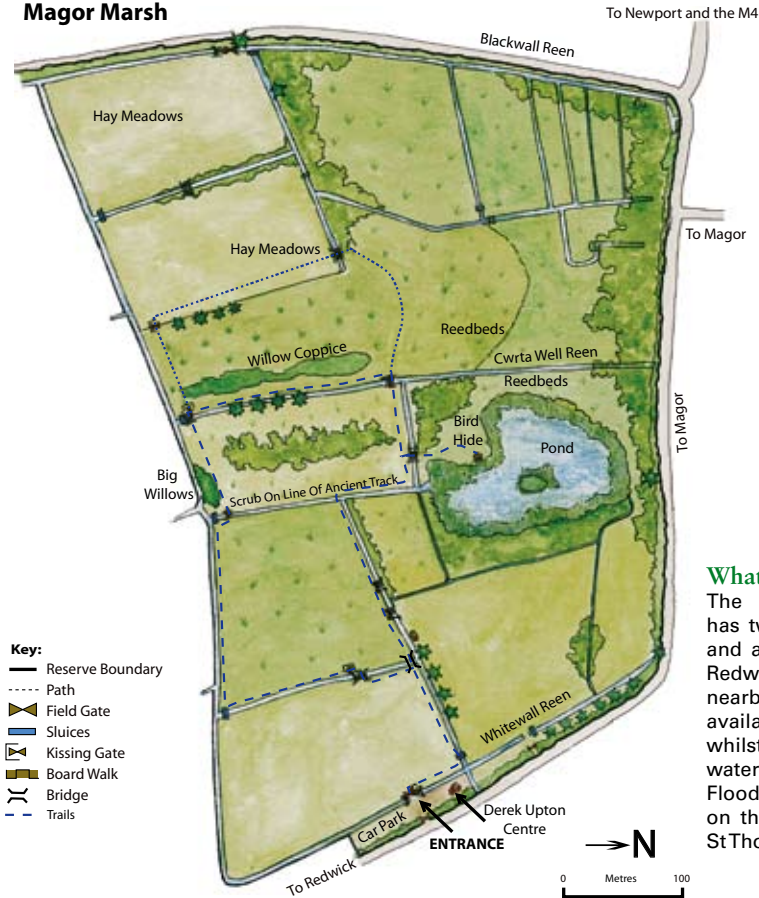 Magor Marsh
To Newport and the M4
Blackwall Reen
Hay Meadows
To Magor
Hay Meadows
Reedbeds
Willow Coppice
Cwrta Well Reen
Reedbeds
To Magor
Bird
Hide
Pond
Big
Willows
Scrub On Line Of Ancient Track
What
The
has tw
and a
Redw
nearb
availa
whilst
water
Flood
on th
St Tho
Key:
Reserve Boundary
Path
Field Gate
Sluices
Kissing Gate
Board Walk
Bridge
Trails
Whitewall Reen
Car Park
Derek Upton
Centre
ENTRANCE
To Redwick
N
0 Metres 100